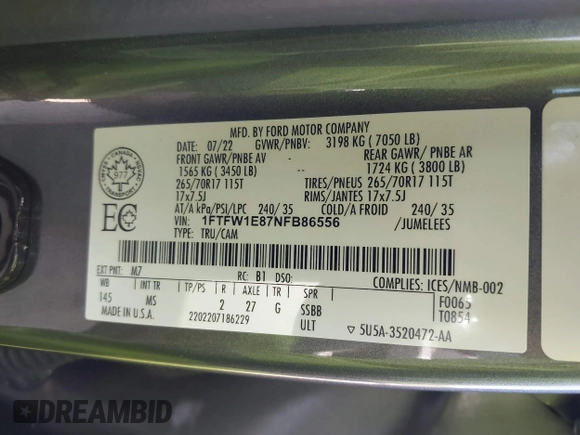 MFD. BY FORD MOTOR COMPANY
DATE: 07/22 GVWR/PNBV: 3198 KG ( 7050 LB)
FRONT GAWR/PNBE AV REAR GAWR/ PNBE AR
1565 KG ( 3450 LB) 1724 KG ( 3800 LB)
265/70R17 115T TIRES/PNEUS 265/70R17 115T
17x7.5J RIMS/JANTES 17x7.5J
AT/A kPa/PSI/LPC 240/ 35 COLD/A FROID 240/ 35
VIN: 1FTFW1E87NFB86556 /JUMELEES
TYPE: TRU/CAM
CANADA
977
EC
EXT PNT: M7 RC: B1 DSO: COMPLIES: ICES/NMB-002
WB INT TR TP/PS R AXLE TR SPR F0065
145 MS 2 27 G SSBB T0854
MADE IN U.S.A. 2202207186229 ULT ▽ 5U5A-3520472-AA
DREAMBID